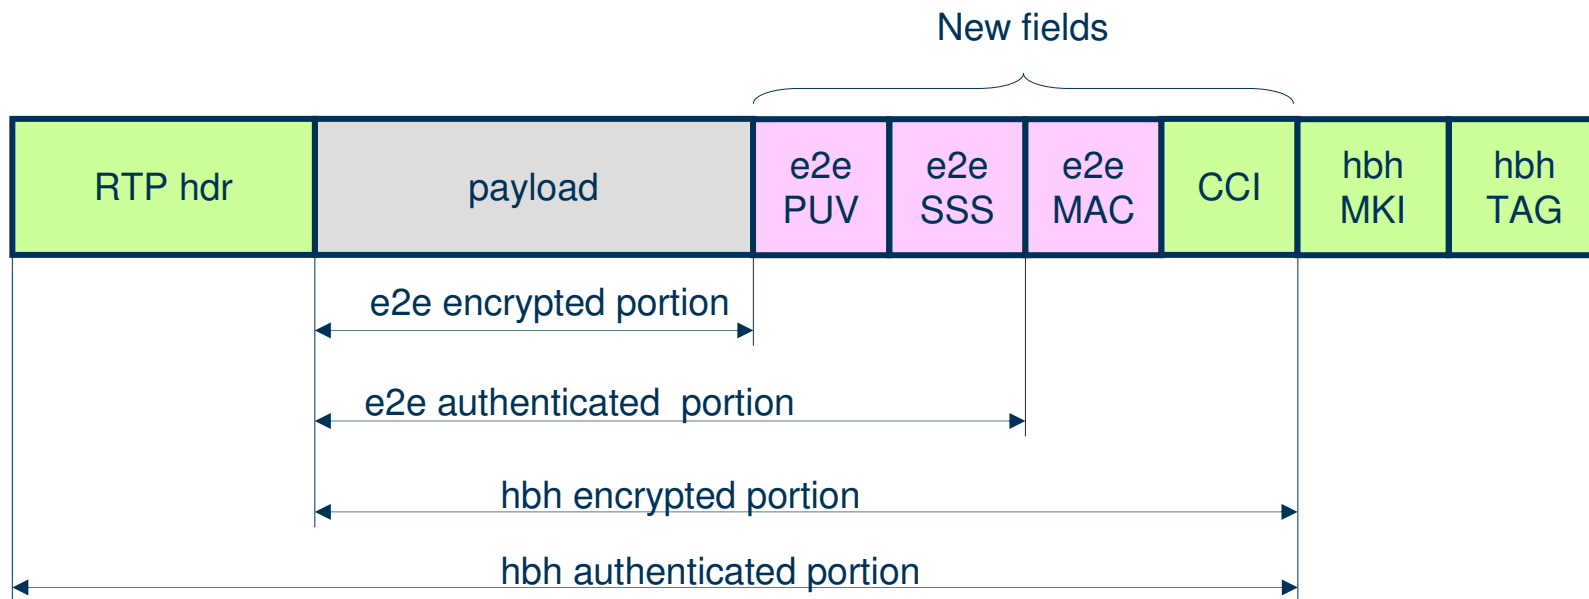 New fields
RTP hdr
payload
e2e
PUV
e2e
SSS
e2e
MAC
CCI
hbh
MKI
hbh
TAG
e2e encrypted portion
e2e authenticated portion
hbh encrypted portion
hbh authenticated portion